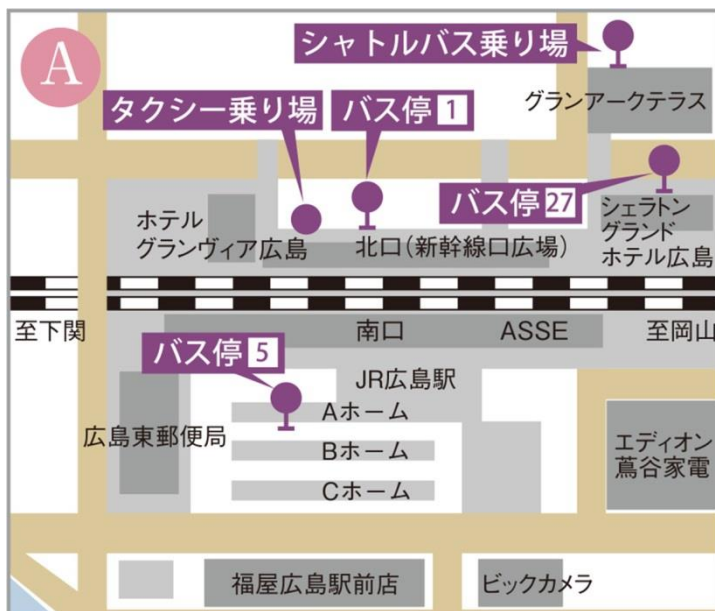 A
シャトルバス乗り場
グランアークテラス
タクシー乗り場
バス停 1
バス停 27
ホテル
グランヴィア広島
北口(新幹線口広場)
シェラトン
グランド
ホテル広島
至下関
南口
ASSE
至岡山
バス停 5
JR広島駅
Aホーム
広島東郵便局
Bホーム
Cホーム
エディオン
蔦谷家電
福屋広島駅前店
ビックカメラ